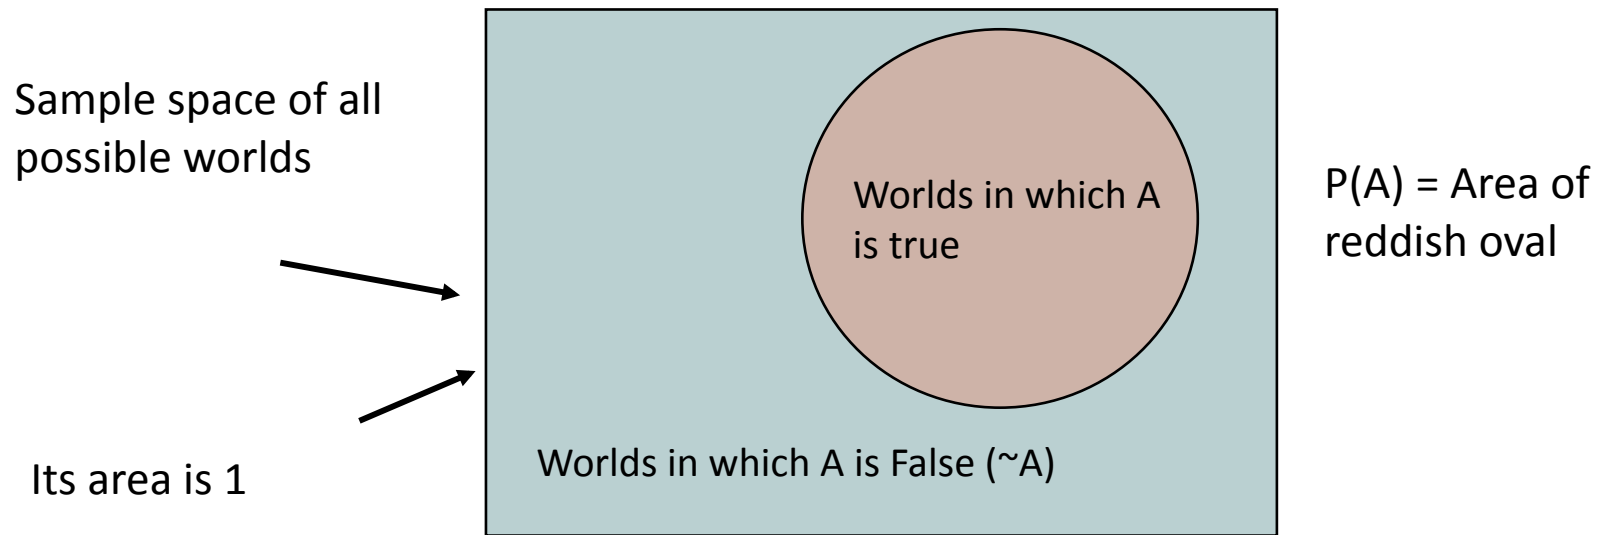 Sample space of all
possible worlds
Its area is 1
Worlds in which A
is true
Worlds in which A is False (~A)
P(A) = Area of
reddish oval